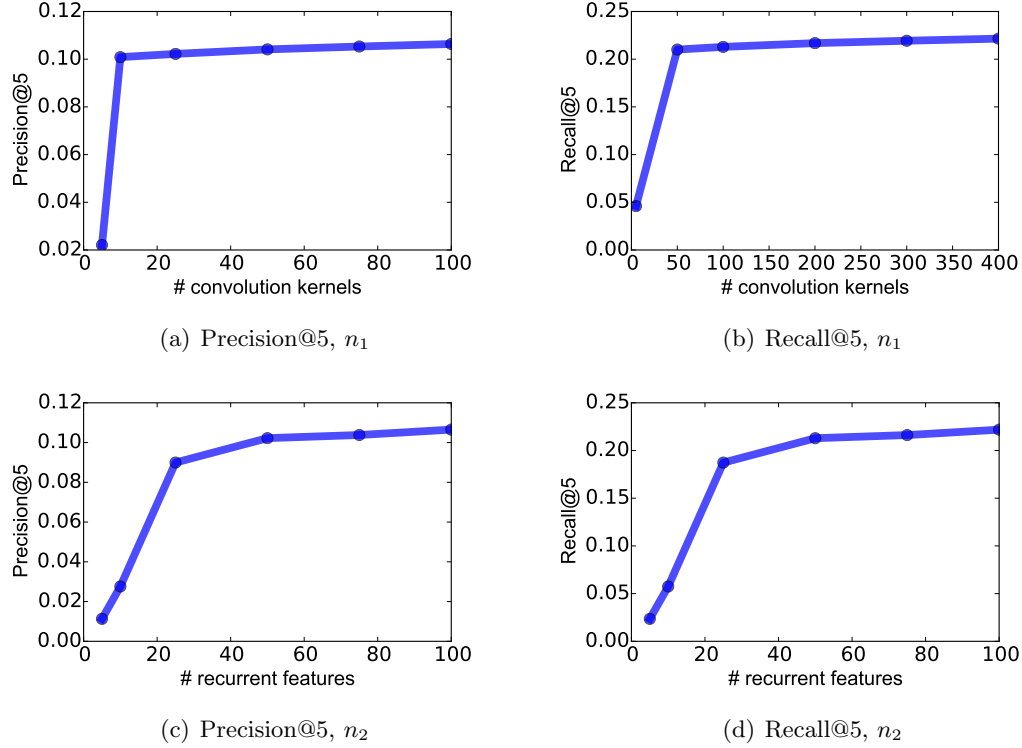 0.12
0.10
0.08
0.06
0.04
0.02
Precision@5
0 20 40 60 80 100
# convolution kernels
(a) Precision@5, n1
0.25
0.20
0.15
0.10
0.05
0.00
Recall@5
0 50 100 150 200 250 300 350 400
# convolution kernels
(b) Recall@5, n1
0.12
0.10
0.08
0.06
0.04
0.02
0.00
Precision@5
0 20 40 60 80 100
# recurrent features
(c) Precision@5, n2
0.25
0.20
0.15
0.10
0.05
0.00
Recall@5
0 20 40 60 80 100
# recurrent features
(d) Recall@5, n2